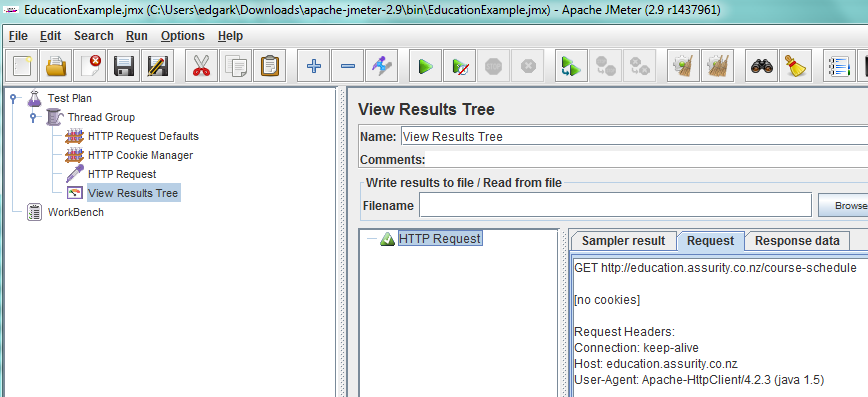 EducationExample.jmx (C:\Users\edgark\Downloads\apache-jmeter-2.9\bin\EducationExample.jmx) - Apache JMeter (2.9 r1437961)
File Edit Search Run Options Help
Test Plan
Thread Group
HTTP Request Defaults
HTTP Cookie Manager
HTTP Request
View Results Tree
WorkBench
View Results Tree
Name: View Results Tree
Comments:
Write results to file / Read from file
Filename Browse
HTTP Request
Sampler result Request Response data
GET http://education.assurity.co.nz/course-schedule
[no cookies]
Request Headers:
Connection: keep-alive
Host: education.assurity.co.nz
User-Agent: Apache-HttpClient/4.2.3 (java 1.5)